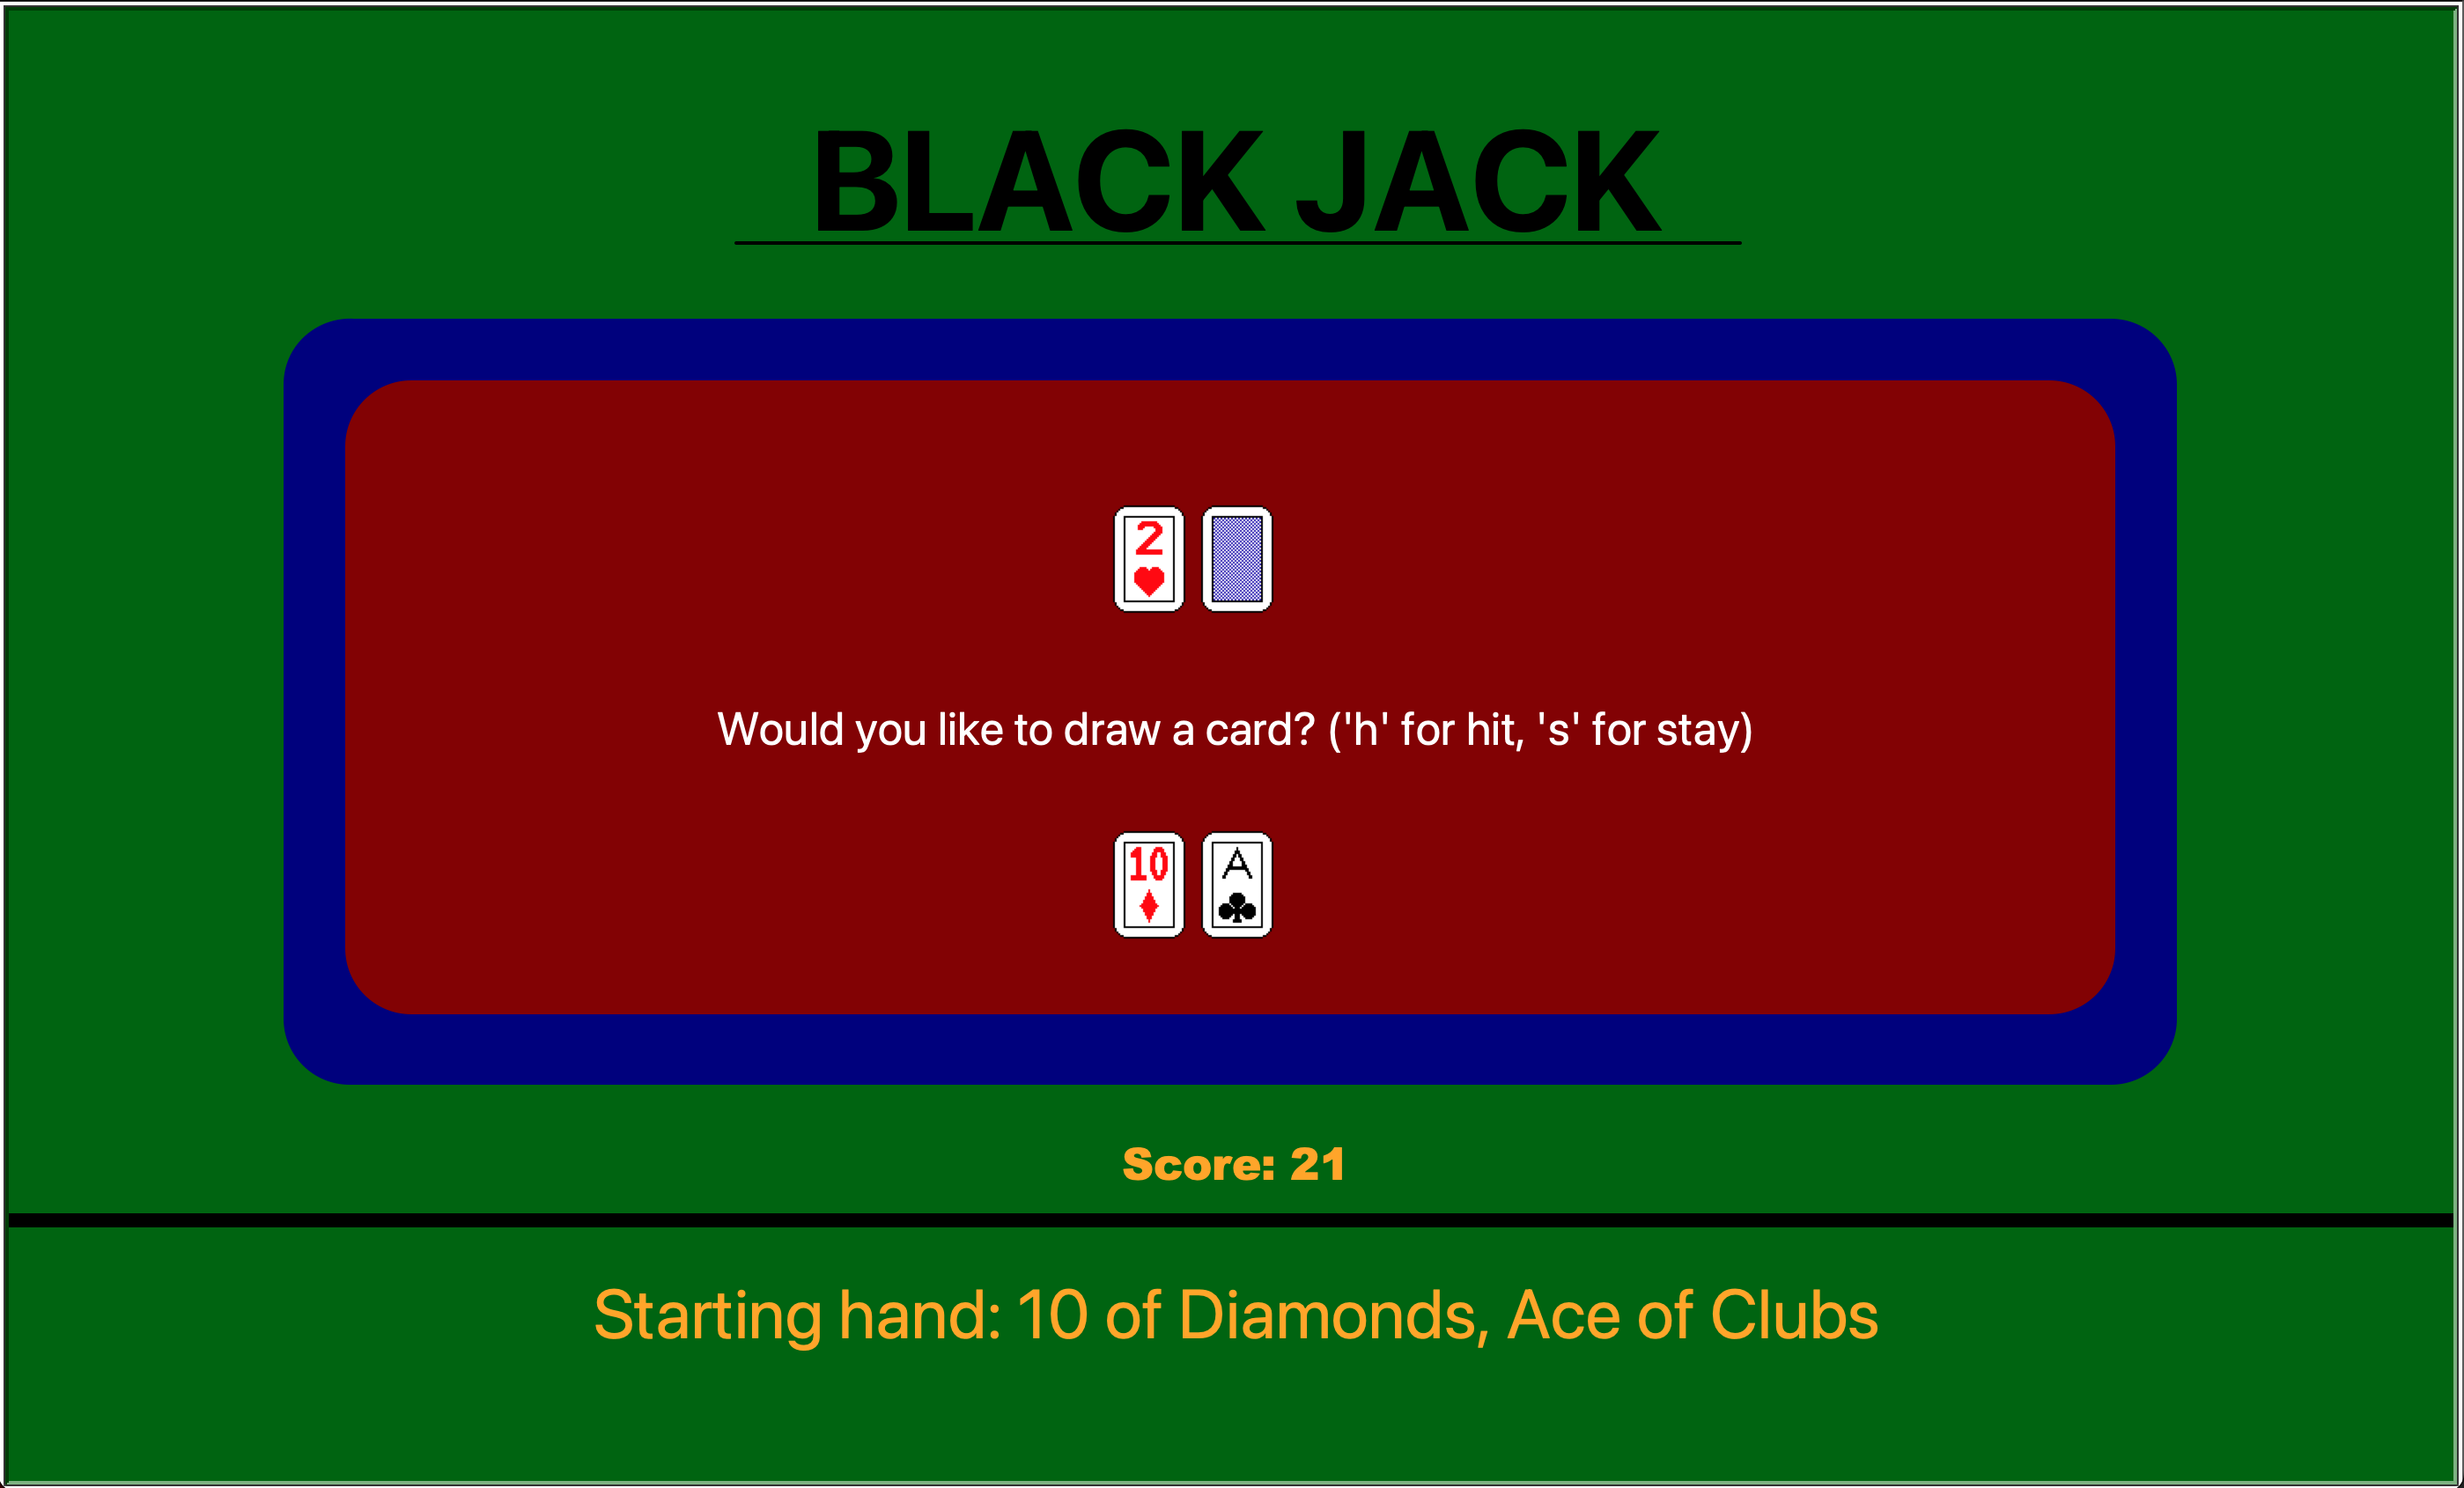 BLACK JACK
2
Would you like to draw a card? ('h' for hit, 's' for stay)
10 A
Score: 21
Starting hand: 10 of Diamonds, Ace of Clubs